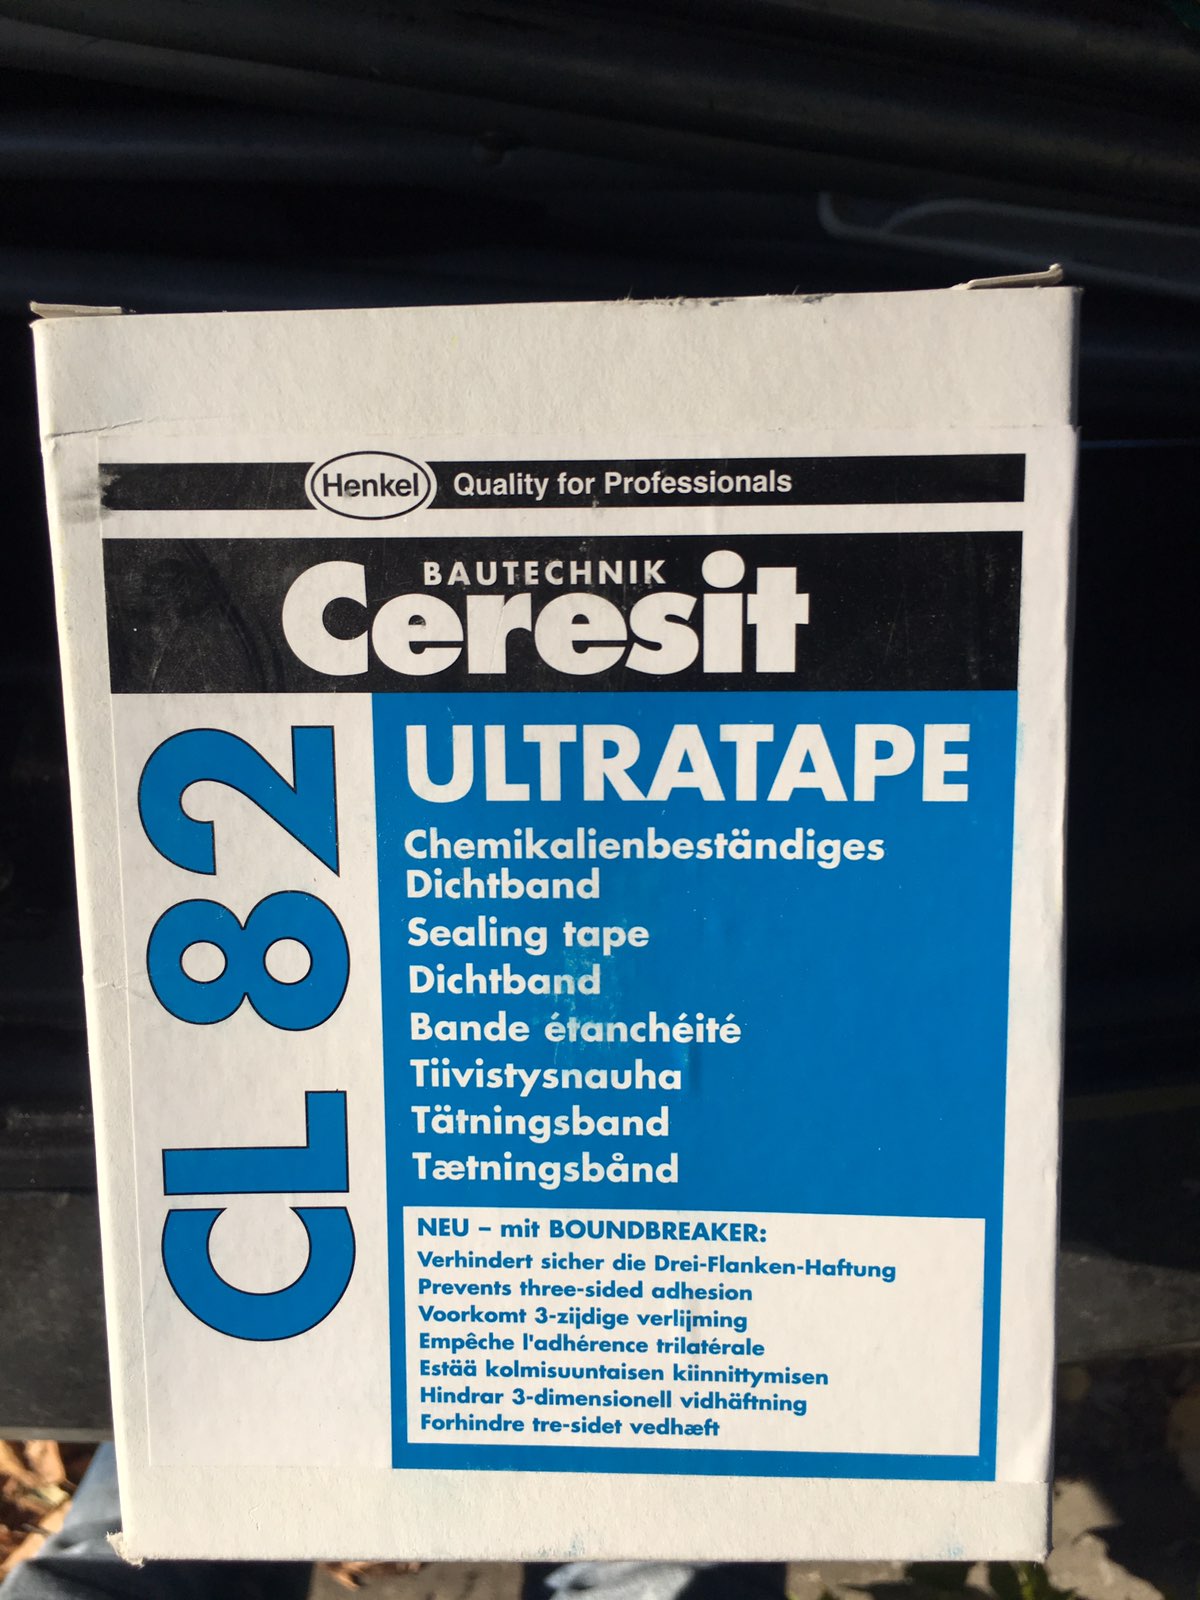 Henkel Quality for Professionals
BAUTECHNIK
Ceresit
CL 82
ULTRATAPE
Chemikalienbeständiges
Dichtband
Sealing tape
Dichtband
Bande étanchéité
Tiivistysnauha
Tätningsband
Tætningsbånd
NEU – mit BOUNDBREAKER:
Verhindert sicher die Drei-Flanken-Haftung
Prevents three-sided adhesion
Voorkomt 3-zijdige verlijming
Empêche l'adhérence trilatérale
Estää kolmisuuntaisen kiinnittymisen
Hindrar 3-dimensionell vidhäftning
Forhindre tre-sidet vedhæft